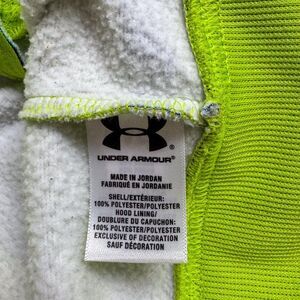 UNDER ARMOUR®
MADE IN JORDAN
FABRIQUÉ EN JORDANIE
SHELL/EXTÉRIEUR:
100% POLYESTER/POLYESTER
HOOD LINING/
DOUBLURE DU CAPUCHON:
100% POLYESTER/POLYESTER
EXCLUSIVE OF DECORATION
SAUF DÉCORATION